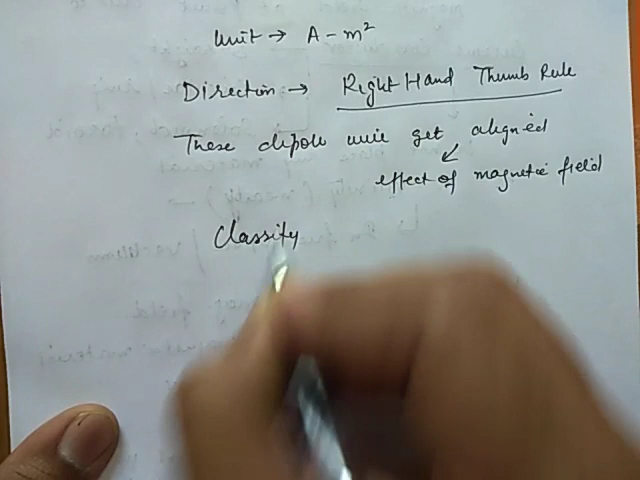 Unit → A - m²
Direction → Right Hand Thumb Rule
These dipole will get aligned
effect of magnetic field
Classify